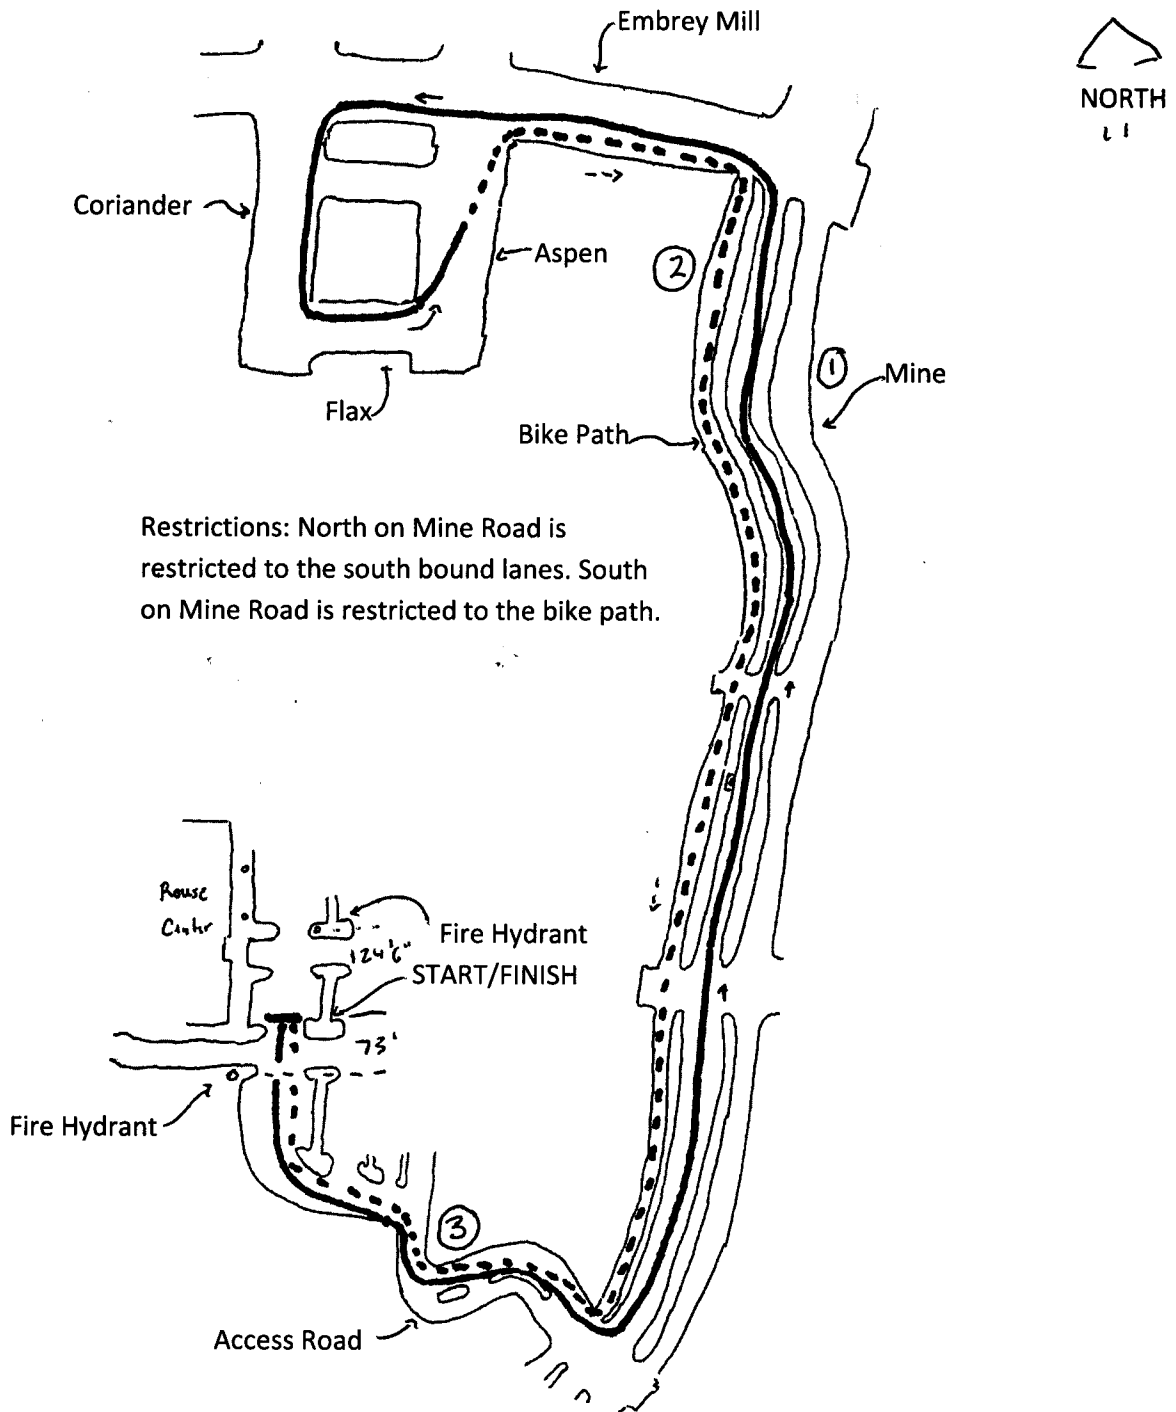 Embrey Mill
NORTH
Coriander
Aspen
2
1
Mine
Flax
Bike Path
Restrictions: North on Mine Road is
restricted to the south bound lanes. South
on Mine Road is restricted to the bike path.
Rouse
Fire Hydrant
124'6"
START/FINISH
73'
Fire Hydrant
3
Access Road